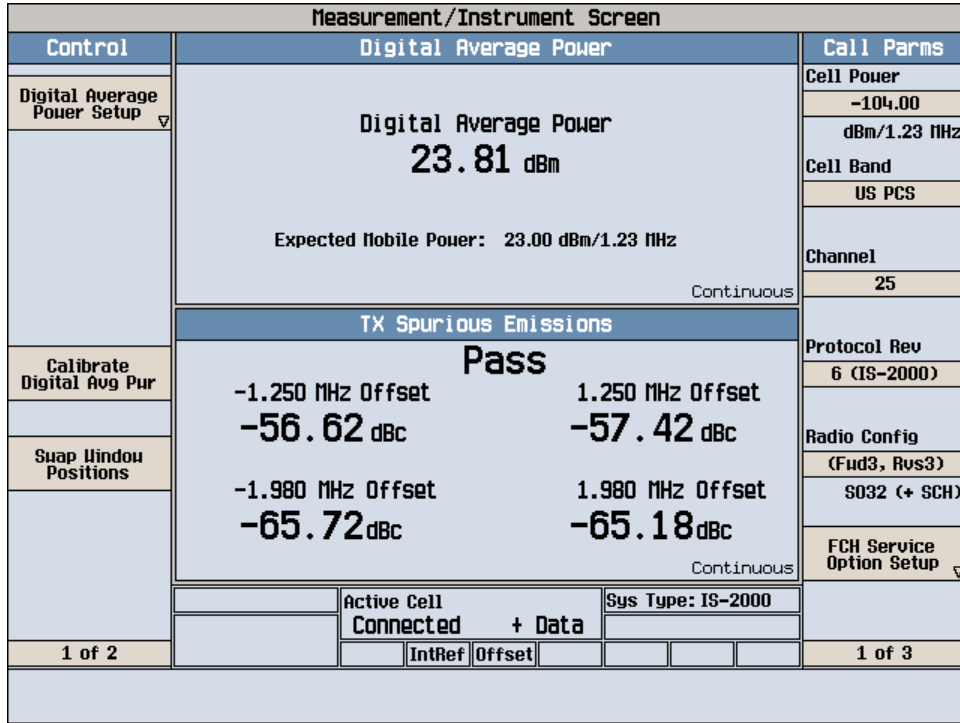 Measurement/Instrument Screen
Control
Digital Average
Power Setup
Calibrate
Digital Avg Pwr
Swap Window
Positions
1 of 2
Digital Average Power
Digital Average Power
23.81 dBm
Expected Mobile Power: 23.00 dBm/1.23 MHz
Continuous
TX Spurious Emissions
Pass
-1.250 MHz Offset 1.250 MHz Offset
-56.62 dBc -57.42 dBc
-1.980 MHz Offset 1.980 MHz Offset
-65.72 dBc -65.18 dBc
Continuous
Active Cell Sys Type: IS-2000
Connected + Data
IntRef Offset
Call Parms
Cell Power
-104.00
dBm/1.23 MHz
Cell Band
US PCS
Channel
25
Protocol Rev
6 (IS-2000)
Radio Config
(Fwd3, Rvs3)
SO32 (+ SCH)
FCH Service
Option Setup
1 of 3